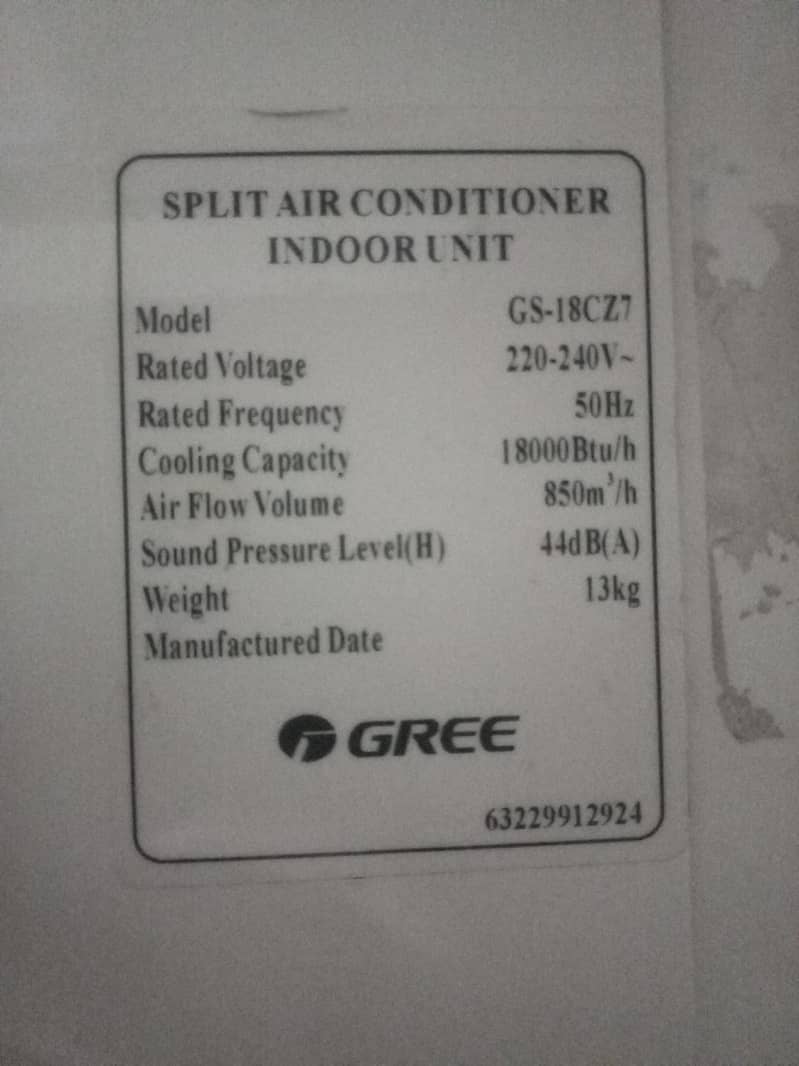 SPLIT AIR CONDITIONER
INDOOR UNIT
Model GS-18CZ7
Rated Voltage 220-240V~
Rated Frequency 50Hz
Cooling Capacity 18000Btu/h
Air Flow Volume 850m³/h
Sound Pressure Level(H) 44dB(A)
Weight 13kg
Manufactured Date
GREE
63229912924